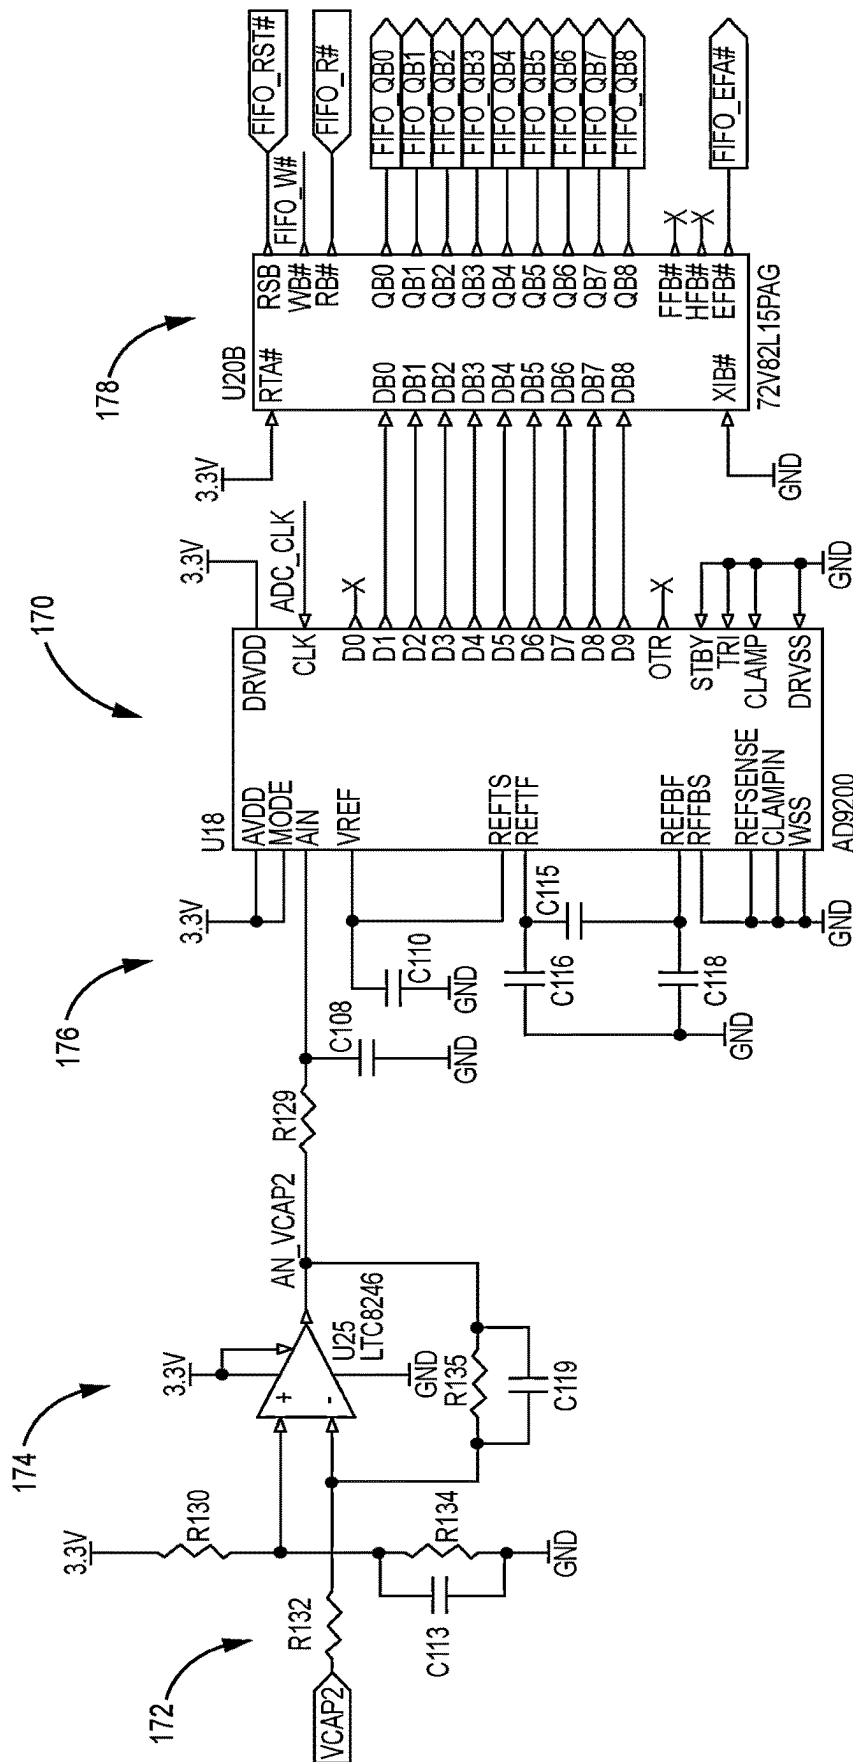 172
174
176
170
178
VCAP2
R132
3.3V
R130
C113
R134
GND
3.3V
+
-
U25
LTC8246
GND
R135
C119
AN_VCAP2
R129
C108
GND
C110
GND
C116
C115
C118
GND
3.3V
GND
U18
AVDD
MODE
AIN
VREF
REFTS
REFTF
REFBF
RFFBS
REFSENSE
CLAMPIN
WSS
DRVDD
CLK
D0
D1
D2
D3
D4
D5
D6
D7
D8
D9
OTR
STBY
TRI
CLAMP
DRVSS
AD9200
3.3V
ADC_CLK
X
X
GND
3.3V
GND
U20B
RTA#
DB0
DB1
DB2
DB3
DB4
DB5
DB6
DB7
DB8
XIB#
RSB
WB#
RB#
QB0
QB1
QB2
QB3
QB4
QB5
QB6
QB7
QB8
FFB#
HFB#
EFB#
72V82L15PAG
X
X
FIFO_RST#
FIFO_W#
FIFO_R#
FIFO_QB0
FIFO_QB1
FIFO_QB2
FIFO_QB3
FIFO_QB4
FIFO_QB5
FIFO_QB6
FIFO_QB7
FIFO_QB8
FIFO_EFA#